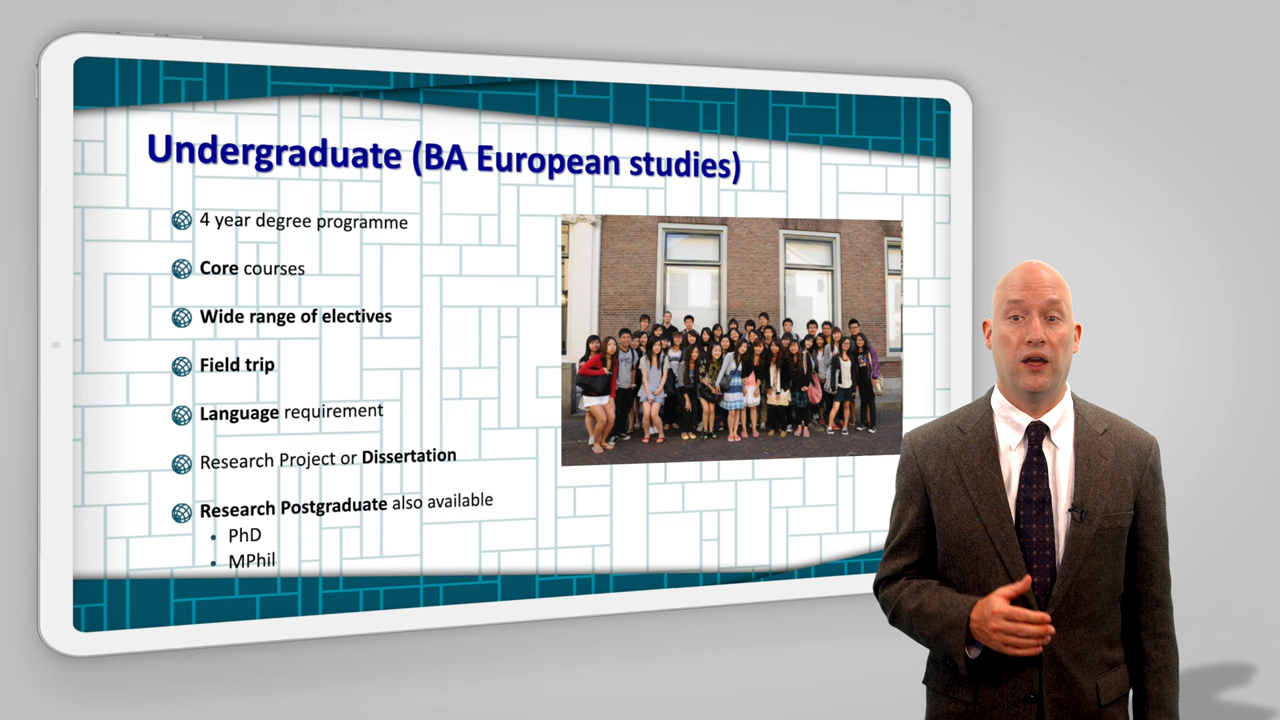 Undergraduate (BA European studies)
4 year degree programme
Core courses
Wide range of electives
Field trip
Language requirement
Research Project or Dissertation
Research Postgraduate also available
PhD
MPhil